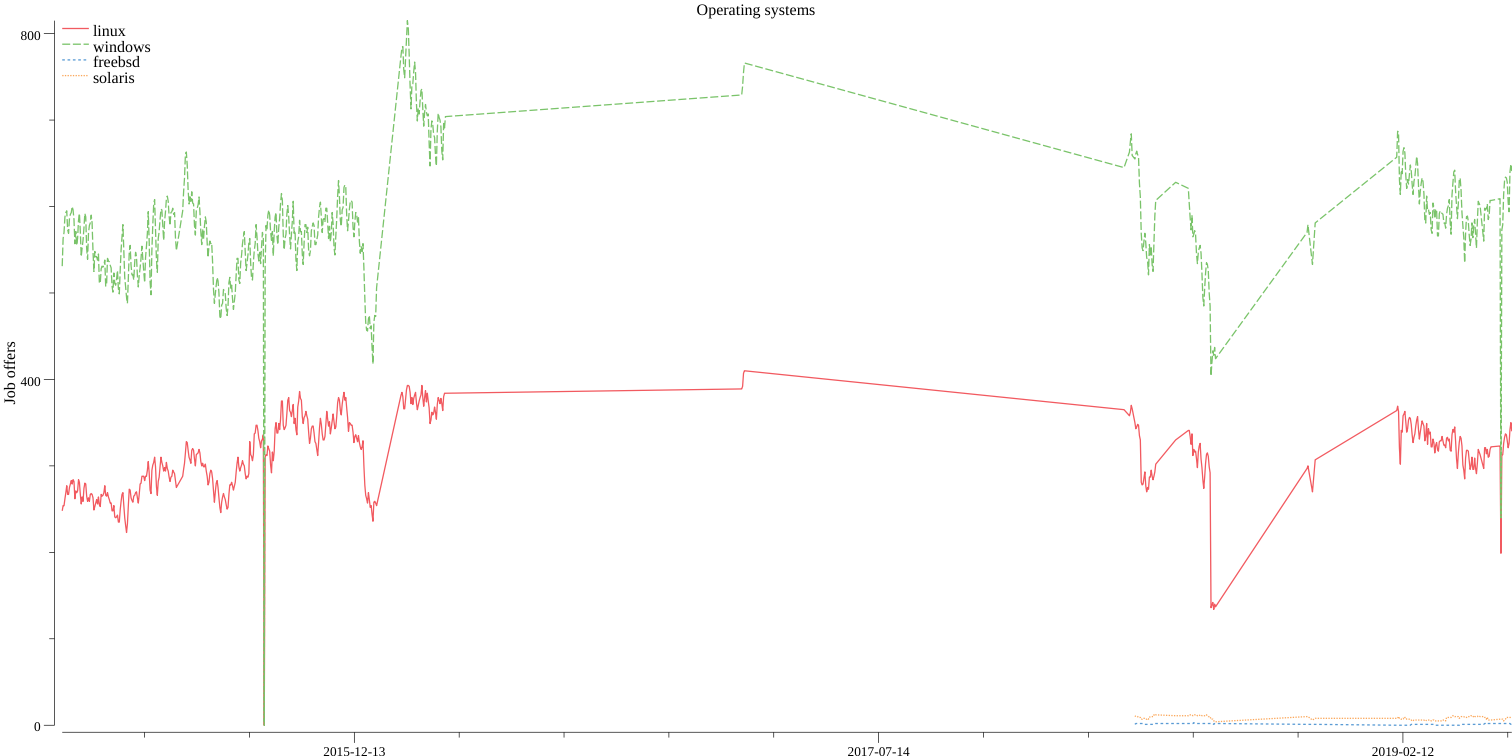 Operating systems
800
linux
windows
freebsd
solaris
Job offers
400
0
2015-12-13
2017-07-14
2019-02-12